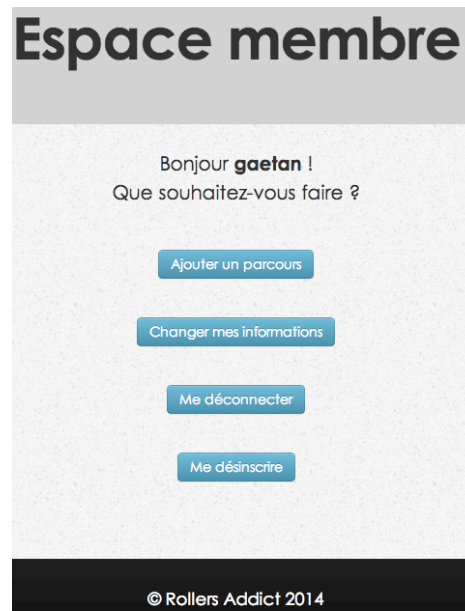 Espace membre
Bonjour gaetan !
Que souhaitez-vous faire ?
Ajouter un parcours
Changer mes informations
Me déconnecter
Me désinscrire
© Rollers Addict 2014